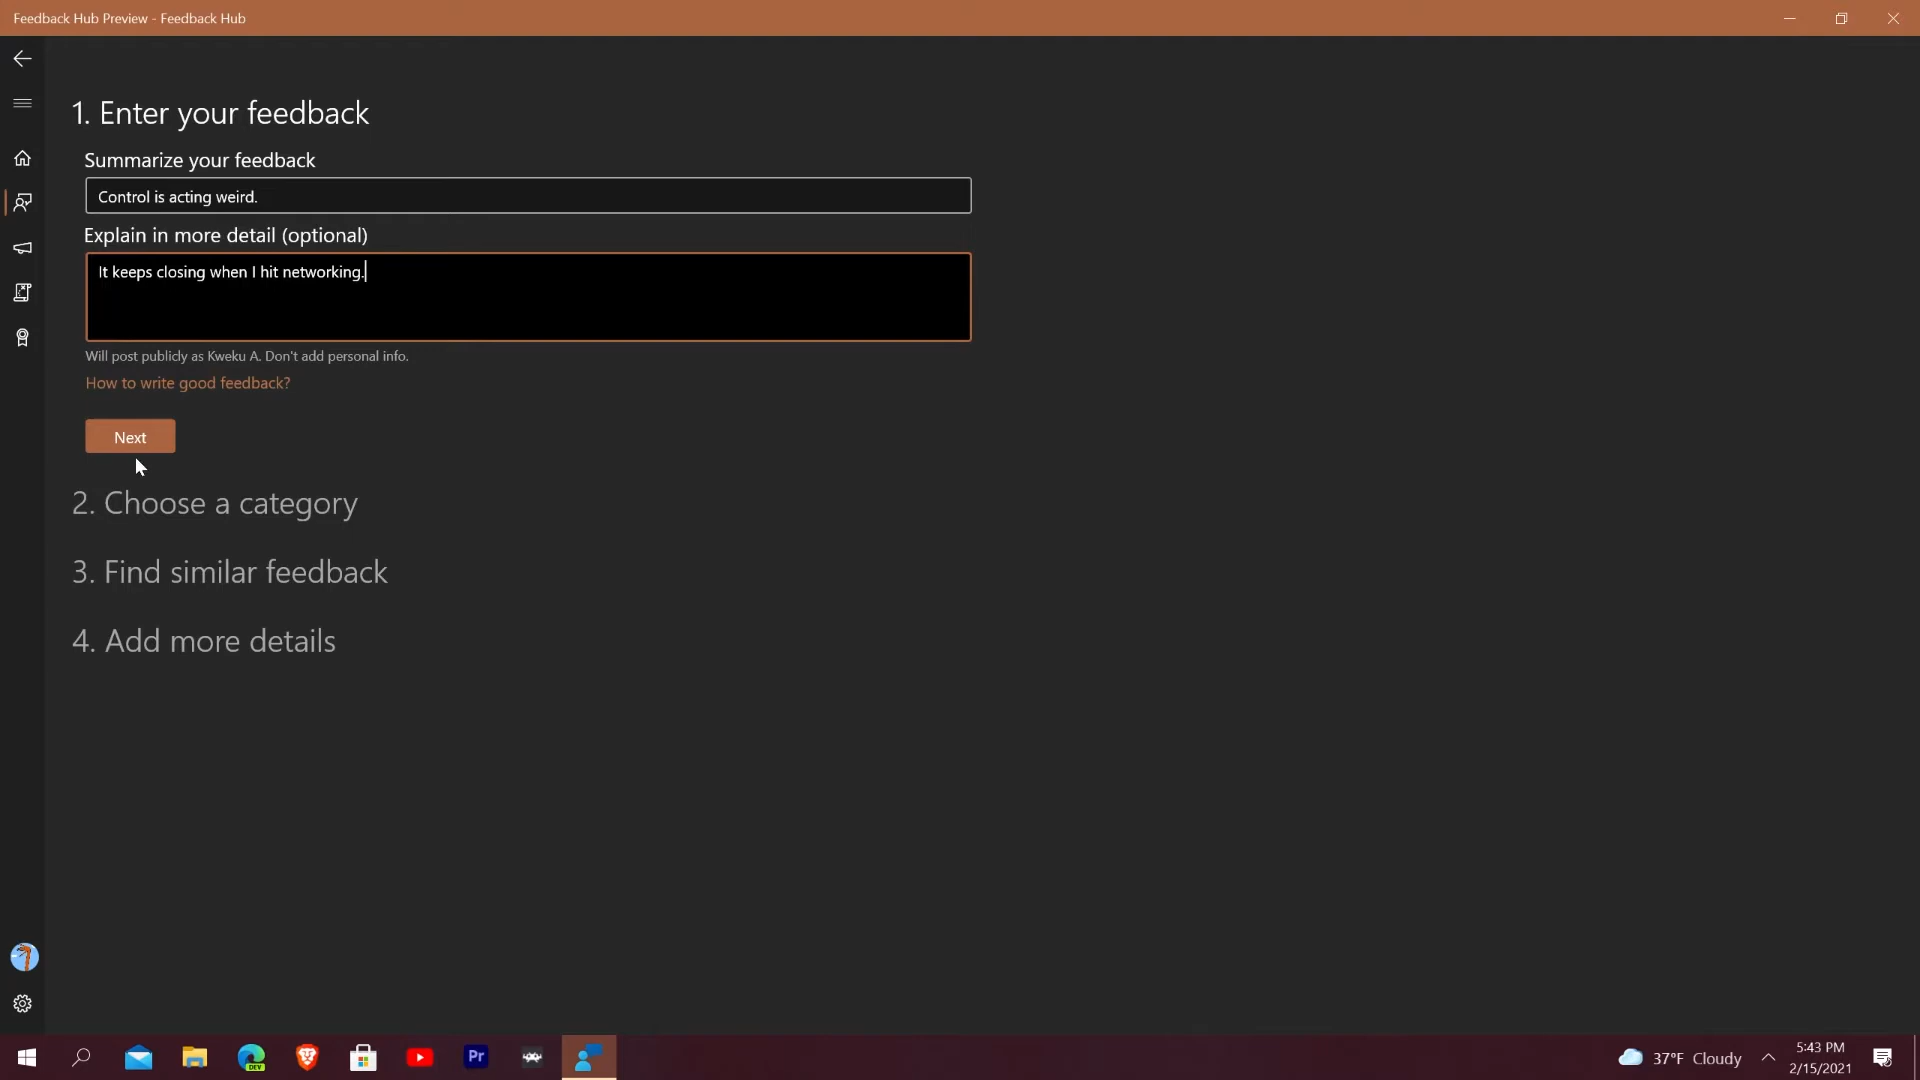 Feedback Hub Preview - Feedback Hub
1. Enter your feedback
Summarize your feedback
Control is acting weird.
Explain in more detail (optional)
It keeps closing when I hit networking.
Will post publicly as Kweku A. Don't add personal info.
How to write good feedback?
Next
2. Choose a category
3. Find similar feedback
4. Add more details
DEV
Pr
37°F Cloudy
5:43 PM
2/15/2021